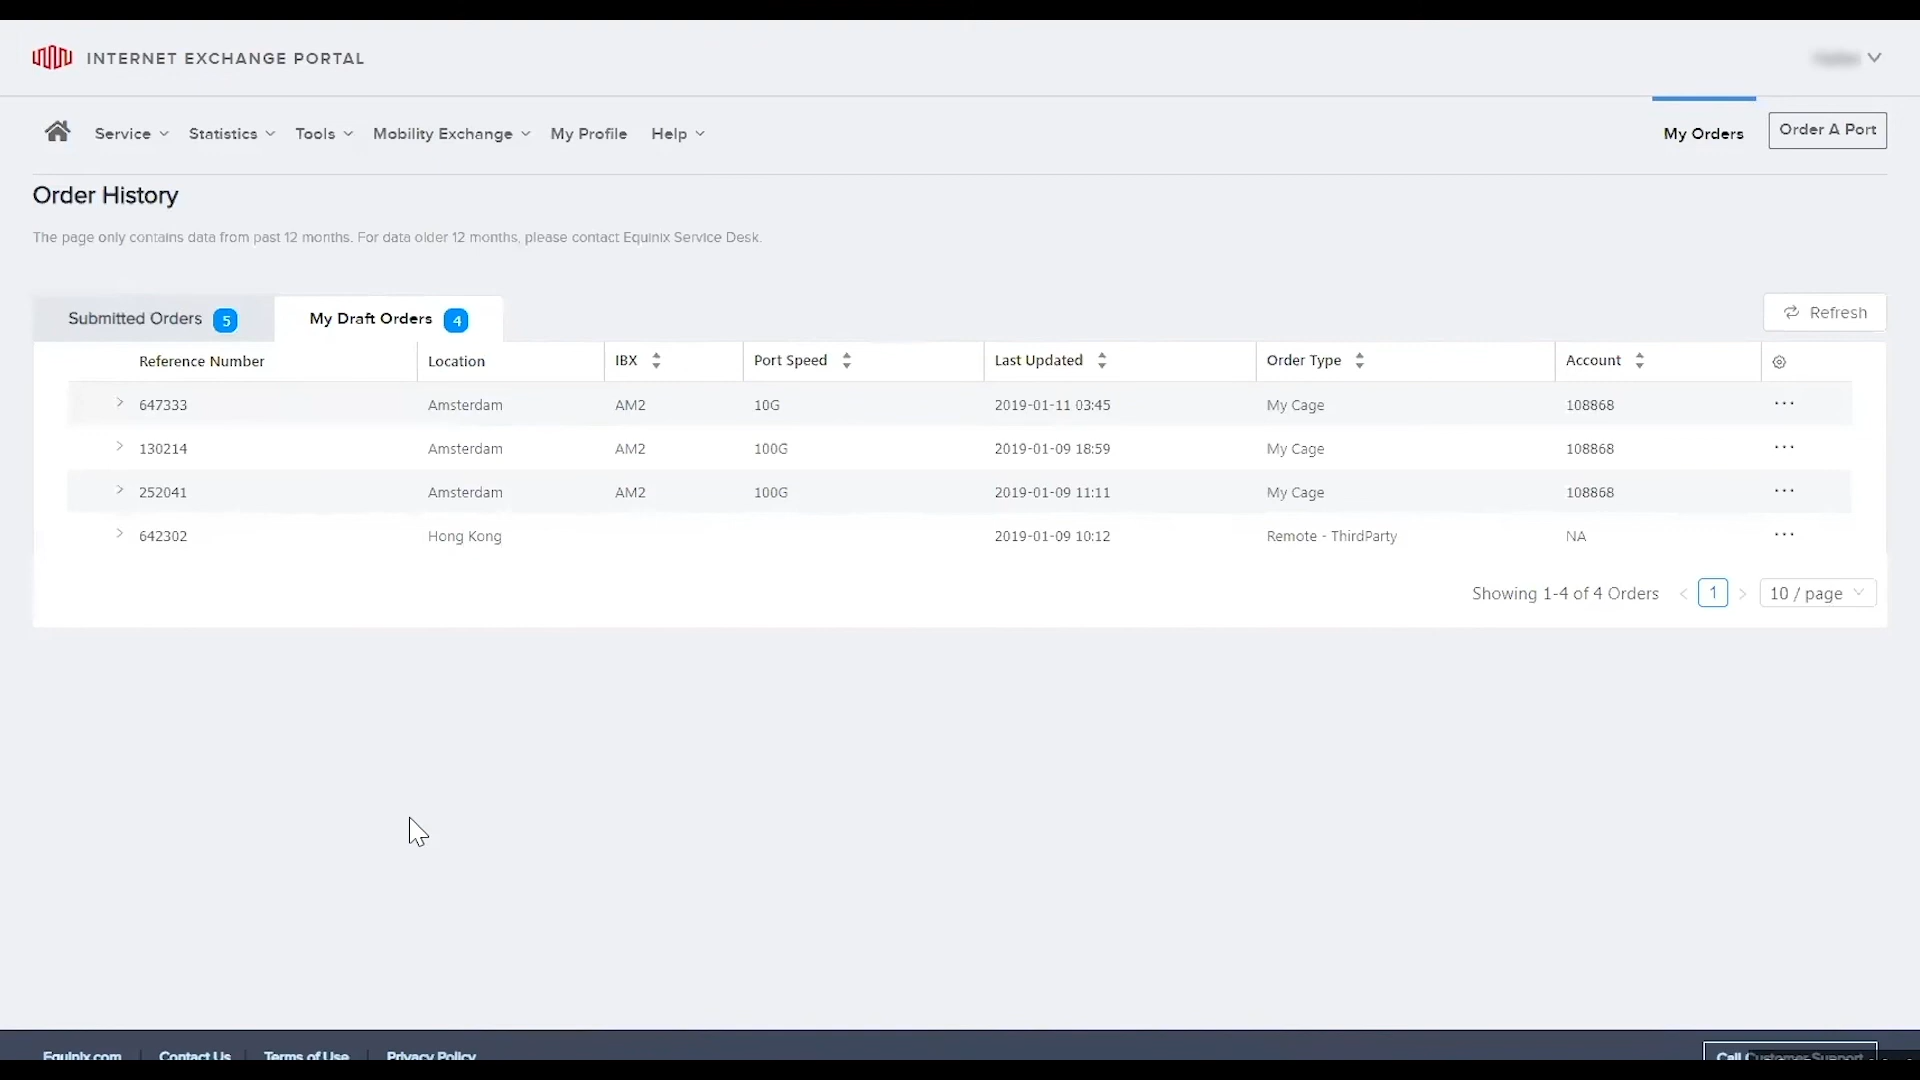 INTERNET EXCHANGE PORTAL
Service Statistics Tools Mobility Exchange My Profile Help My Orders Order A Port
Order History
The page only contains data from past 12 months. For data older 12 months, please contact Equinix Service Desk.
Submitted Orders 5 My Draft Orders 4 Refresh
Reference Number Location IBX Port Speed Last Updated Order Type Account
647333 Amsterdam AM2 10G 2019-01-11 03:45 My Cage 108868 ...
130214 Amsterdam AM2 100G 2019-01-09 18:59 My Cage 108868 ...
252041 Amsterdam AM2 100G 2019-01-09 11:11 My Cage 108868 ...
642302 Hong Kong 2019-01-09 10:12 Remote - ThirdParty NA ...
Showing 1-4 of 4 Orders < 1 > 10 / page
Equinix.com | Contact Us | Terms of Use | Privacy Policy Call Customer Support